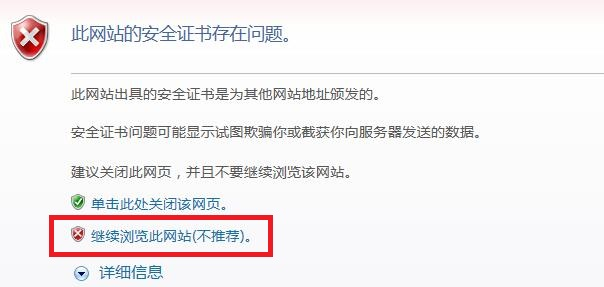 此网站的安全证书存在问题。
此网站出具的安全证书是为其他网站地址颁发的。
安全证书问题可能显示试图欺骗你或截获你向服务器发送的数据。
建议关闭此网页，并且不要继续浏览该网站。
单击此处关闭该网页。
继续浏览此网站(不推荐)。
详细信息